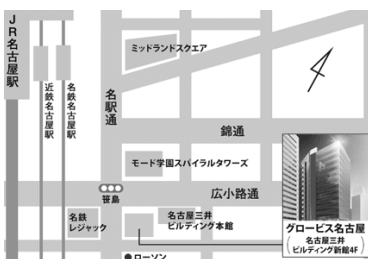 JR名古屋駅
近鉄名古屋駅
名鉄名古屋駅
名駅通
ミッドランドスクエア
錦通
モード学園スパイラルタワーズ
笹島
広小路通
名鉄
レジャック
名古屋三井
ビルディング本館
グロービス名古屋
(名古屋三井
ビルディング新館4F)
●ローソン